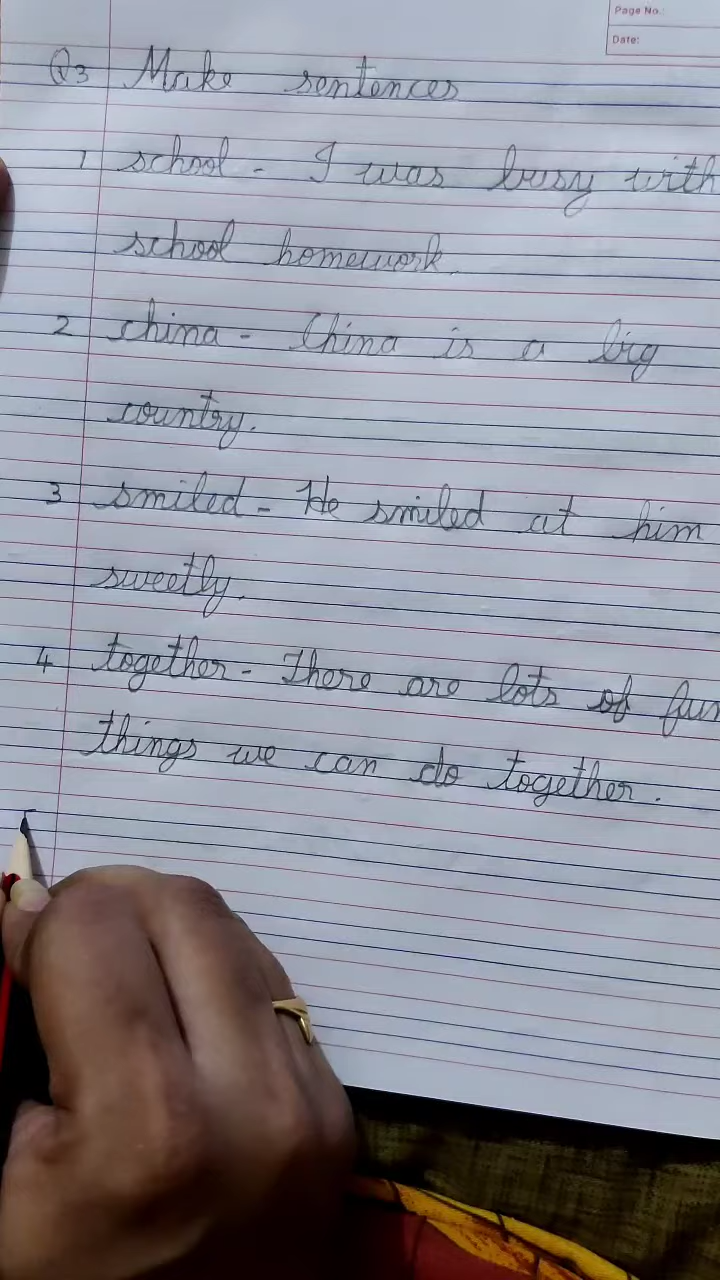 Page No.:
Date:
Q3 Make sentences
1 school - I was busy with
school homework.
2 china - China is a big
country.
3 smiled - He smiled at him
sweetly.
4 together - There are lots of fun
things we can do together.